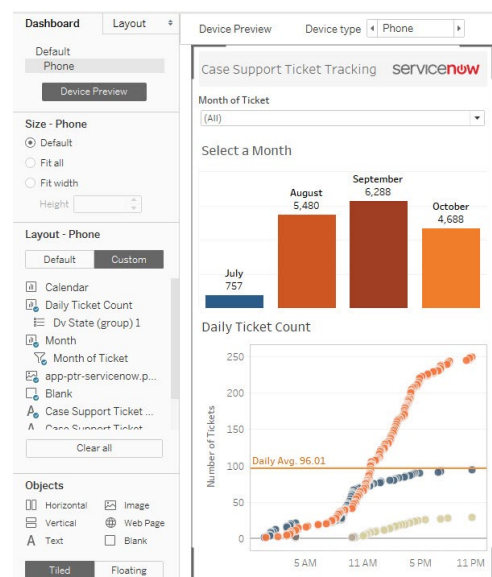 Dashboard
Layout
Default
Phone
Device Preview
Size - Phone
Default
Fit all
Fit width
Height
Layout - Phone
Default
Custom
Calendar
Daily Ticket Count
Dv State (group) 1
Month
Month of Ticket
app-ptr-servicenow.p...
Blank
Case Support Ticket ...
Case Support Ticket
Clear all
Objects
Horizontal
Image
Vertical
Web Page
Text
Blank
Tiled
Floating
Device Preview
Device type
Phone
Case Support Ticket Tracking
servicenow
Month of Ticket
(All)
Select a Month
July
757
August
5,480
September
6,288
October
4,688
Daily Ticket Count
Number of Tickets
250
200
150
100
50
0
Daily Avg. 96.01
5 AM
11 AM
5 PM
11 PM